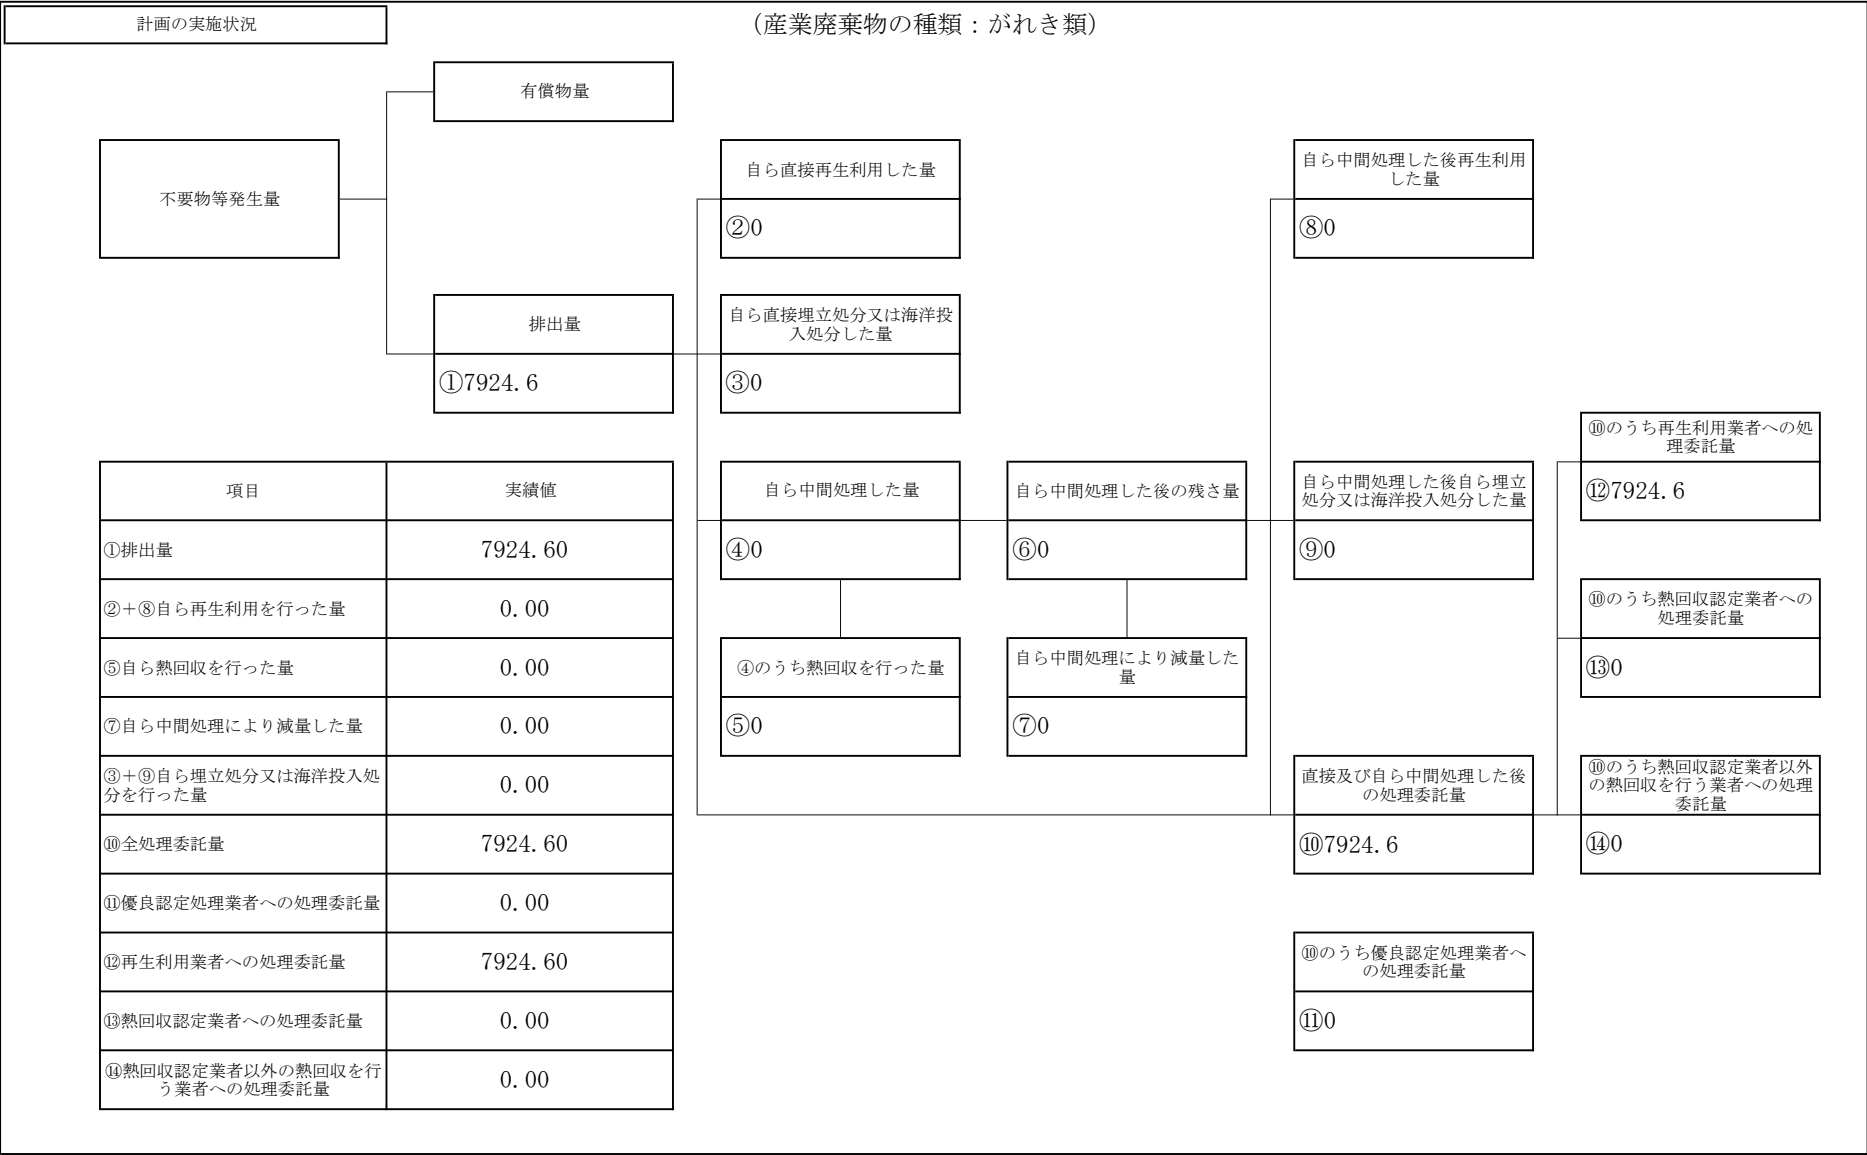 計画の実施状況
（産業廃棄物の種類：がれき類）
有償物量
不要物等発生量
排出量
①7924.6
自ら直接再生利用した量
②0
自ら直接埋立処分又は海洋投
入処分した量
③0
自ら中間処理した後再生利用
した量
⑧0
自ら中間処理した量
④0
自ら中間処理した後の残さ量
⑥0
自ら中間処理した後自ら埋立
処分又は海洋投入処分した量
⑨0
⑩のうち再生利用業者への処
理委託量
⑫7924.6
④のうち熱回収を行った量
⑤0
自ら中間処理により減量した
量
⑦0
⑩のうち熱回収認定業者への
処理委託量
⑬0
直接及び自ら中間処理した後
の処理委託量
⑩7924.6
⑩のうち熱回収認定業者以外
の熱回収を行う業者への処理
委託量
⑭0
⑩のうち優良認定処理業者へ
の処理委託量
⑪0
項目 実績値
①排出量 7924.60
②＋⑧自ら再生利用を行った量 0.00
⑤自ら熱回収を行った量 0.00
⑦自ら中間処理により減量した量 0.00
③＋⑨自ら埋立処分又は海洋投入処
分を行った量 0.00
⑩全処理委託量 7924.60
⑪優良認定処理業者への処理委託量 0.00
⑫再生利用業者への処理委託量 7924.60
⑬熱回収認定業者への処理委託量 0.00
⑭熱回収認定業者以外の熱回収を行
う業者への処理委託量 0.00